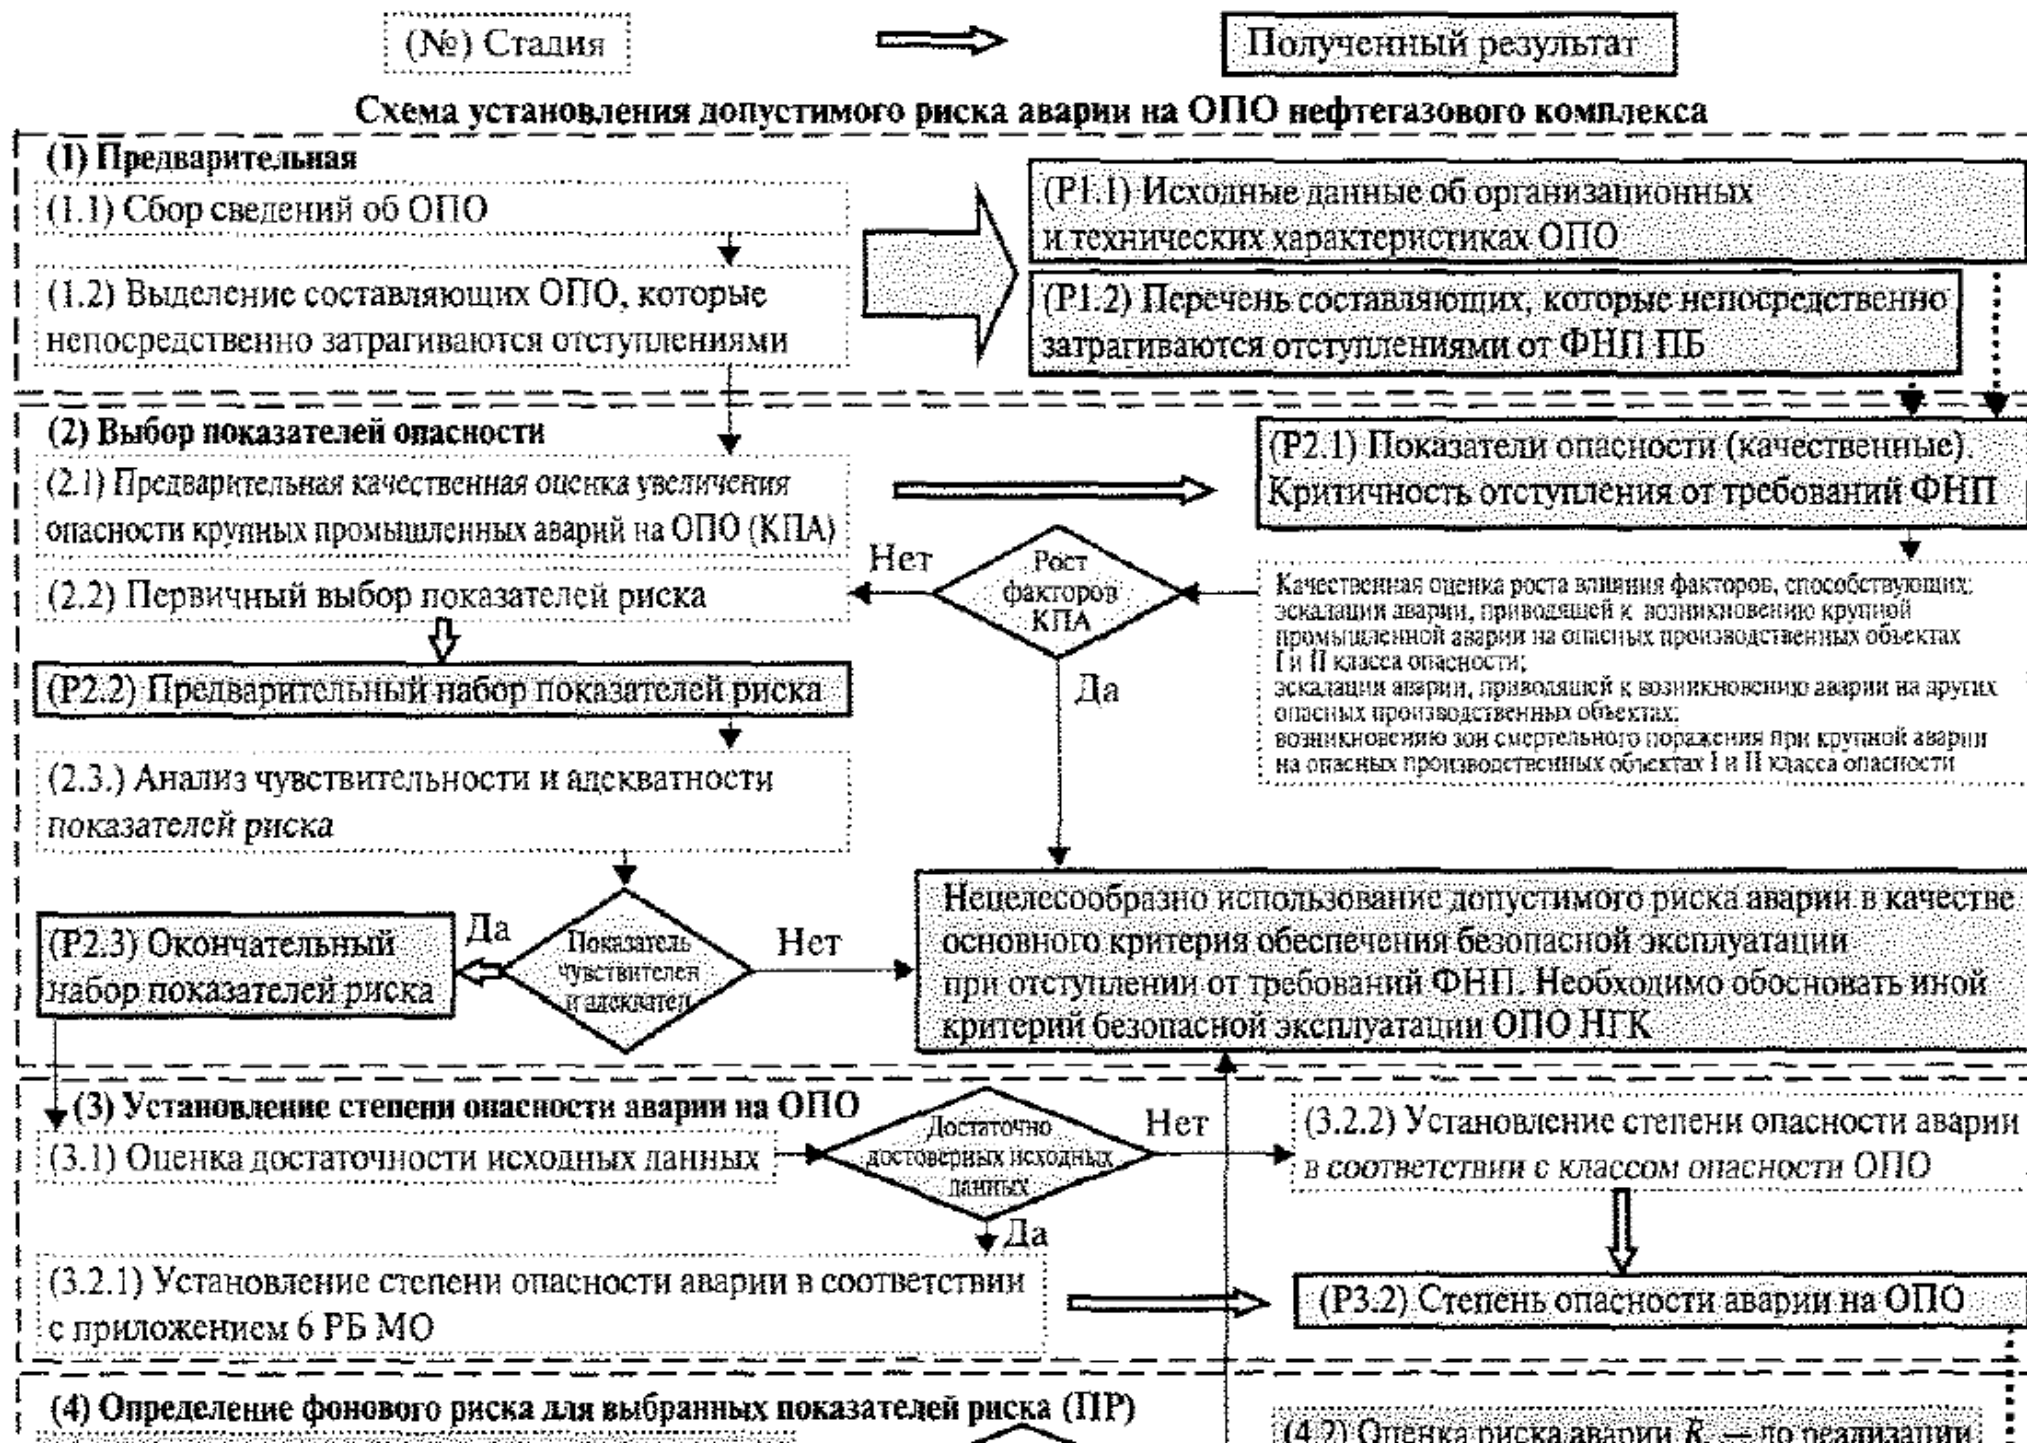 (№) Стадия
Полученный результат
Схема установления допустимого риска аварии на ОПО нефтегазового комплекса
(1) Предварительная
(1.1) Сбор сведений об ОПО
(1.2) Выделение составляющих ОПО, которые
непосредственно затрагиваются отступлениями
(Р1.1) Исходные данные об организационных
и технических характеристиках ОПО
(Р1.2) Перечень составляющих, которые непосредственно
затрагиваются отступлениями от ФНП ПБ
(2) Выбор показателей опасности
(2.1) Предварительная качественная оценка увеличения
опасности крупных промышленных аварий на ОПО (КПА)
(Р2.1) Показатели опасности (качественные).
Критичность отступления от требований ФНП
Нет
Рост
факторов
КПА
Да
(2.2) Первичный выбор показателей риска
Качественная оценка роста влияния факторов, способствующих:
эскалации аварии, приводящей к возникновению крупной
промышленной аварии на опасных производственных объектах
I и II класса опасности;
эскалации аварии, приводящей к возникновению аварии на других
опасных производственных объектах;
возникновению зон смертельного поражения при крупной аварии
на опасных производственных объектах I и II класса опасности
(Р2.2) Предварительный набор показателей риска
(2.3.) Анализ чувствительности и адекватности
показателей риска
(Р2.3) Окончательный
набор показателей риска
Да
Показатель
чувствителен
и адекватен
Нет
Нецелесообразно использование допустимого риска аварии в качестве
основного критерия обеспечения безопасной эксплуатации
при отступлении от требований ФНП. Необходимо обосновать иной
критерий безопасной эксплуатации ОПО НГК
(3) Установление степени опасности аварии на ОПО
(3.1) Оценка достаточности исходных данных
Достаточно
достоверных исходных
данных
Нет
Да
(3.2.2) Установление степени опасности аварии
в соответствии с классом опасности ОПО
(3.2.1) Установление степени опасности аварии в соответствии
с приложением 6 РБ МО
(Р3.2) Степень опасности аварии на ОПО
(4) Определение фонового риска для выбранных показателей риска (ПР)
(4.2) Оценка риска аварии R — до реализации